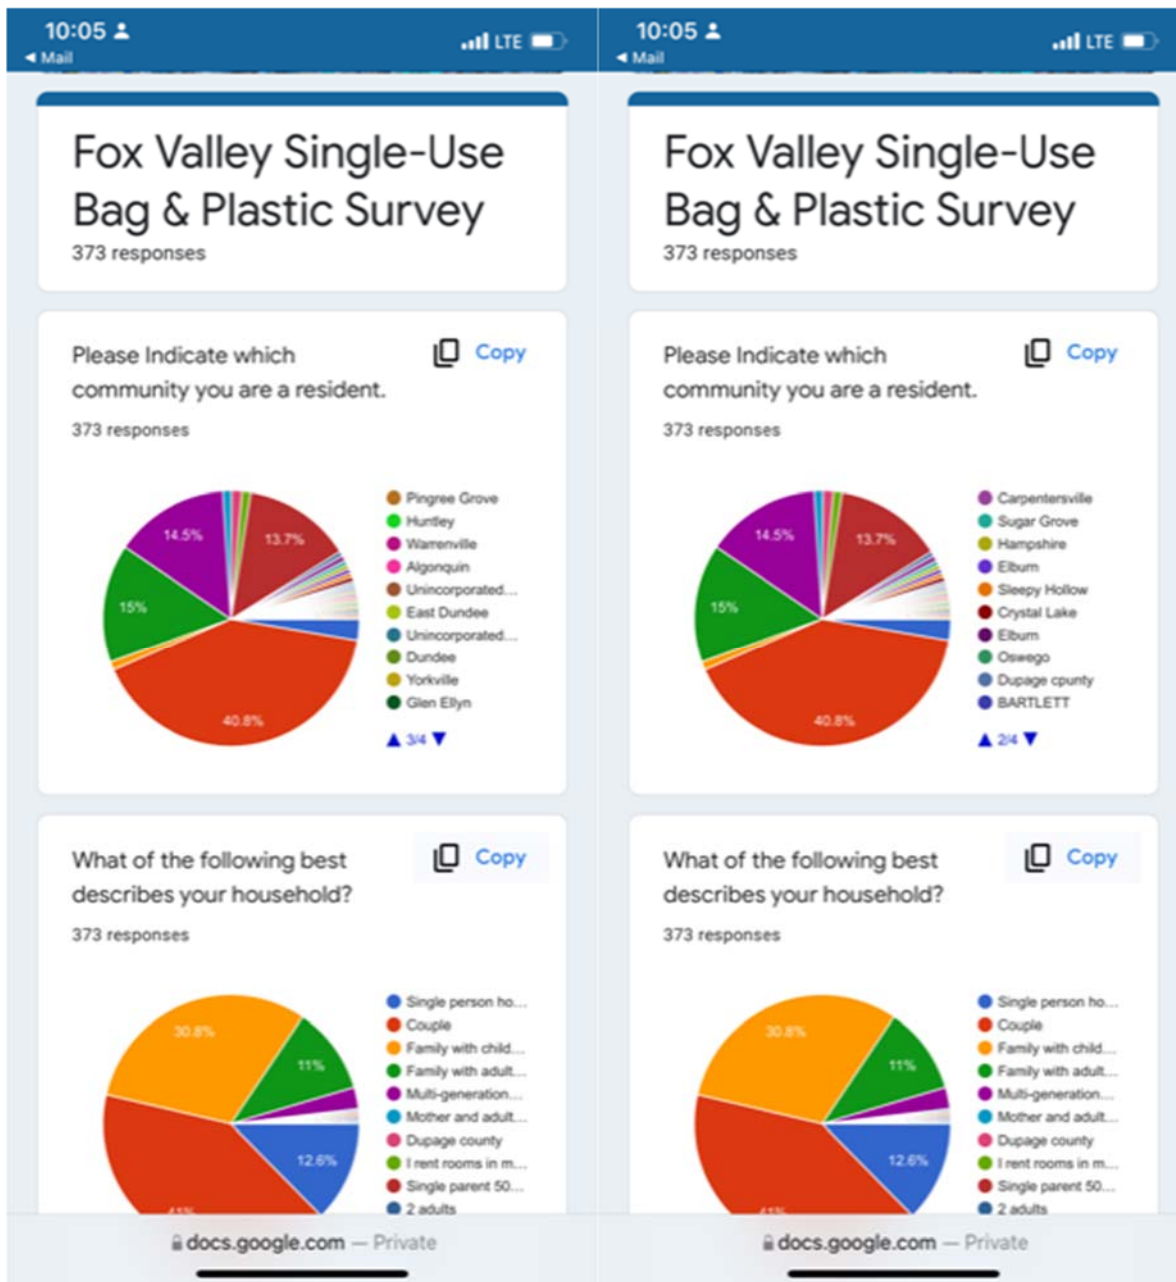 10:05
LTE
◀ Mail
Fox Valley Single-Use
Bag & Plastic Survey
373 responses
Please Indicate which
community you are a resident.
Copy
373 responses
14.5%
13.7%
15%
40.8%
Pingree Grove
Huntley
Warrenville
Algonquin
Unincorporated...
East Dundee
Unincorporated...
Dundee
Yorkville
Glen Ellyn
▲ 3/4 ▼
What of the following best
describes your household?
Copy
373 responses
30.8%
11%
12.6%
41%
Single person ho...
Couple
Family with child...
Family with adult...
Multi-generation...
Mother and adult...
Dupage county
I rent rooms in m...
Single parent 50...
2 adults
docs.google.com — Private
10:05
LTE
◀ Mail
Fox Valley Single-Use
Bag & Plastic Survey
373 responses
Please Indicate which
community you are a resident.
Copy
373 responses
14.5%
13.7%
15%
40.8%
Carpentersville
Sugar Grove
Hampshire
Elburn
Sleepy Hollow
Crystal Lake
Elburn
Oswego
Dupage cpunty
BARTLETT
▲ 2/4 ▼
What of the following best
describes your household?
Copy
373 responses
30.8%
11%
12.6%
41%
Single person ho...
Couple
Family with child...
Family with adult...
Multi-generation...
Mother and adult...
Dupage county
I rent rooms in m...
Single parent 50...
2 adults
docs.google.com — Private